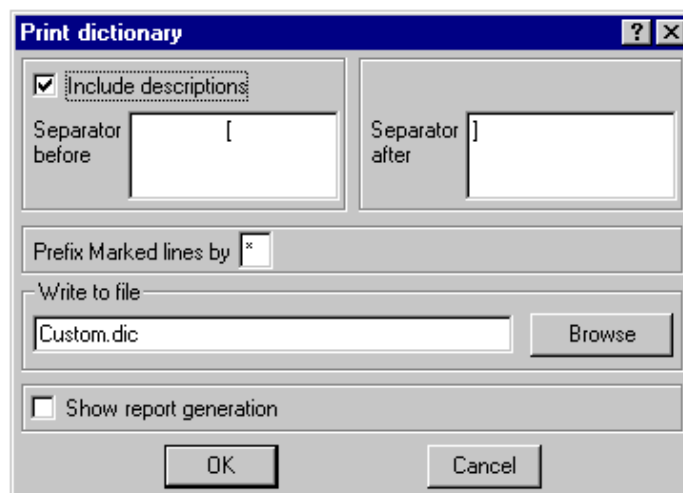 Print dictionary
Include descriptions
Separator before
[
Separator after
]
Prefix Marked lines by *
Write to file
Custom.dic
Browse
Show report generation
OK
Cancel